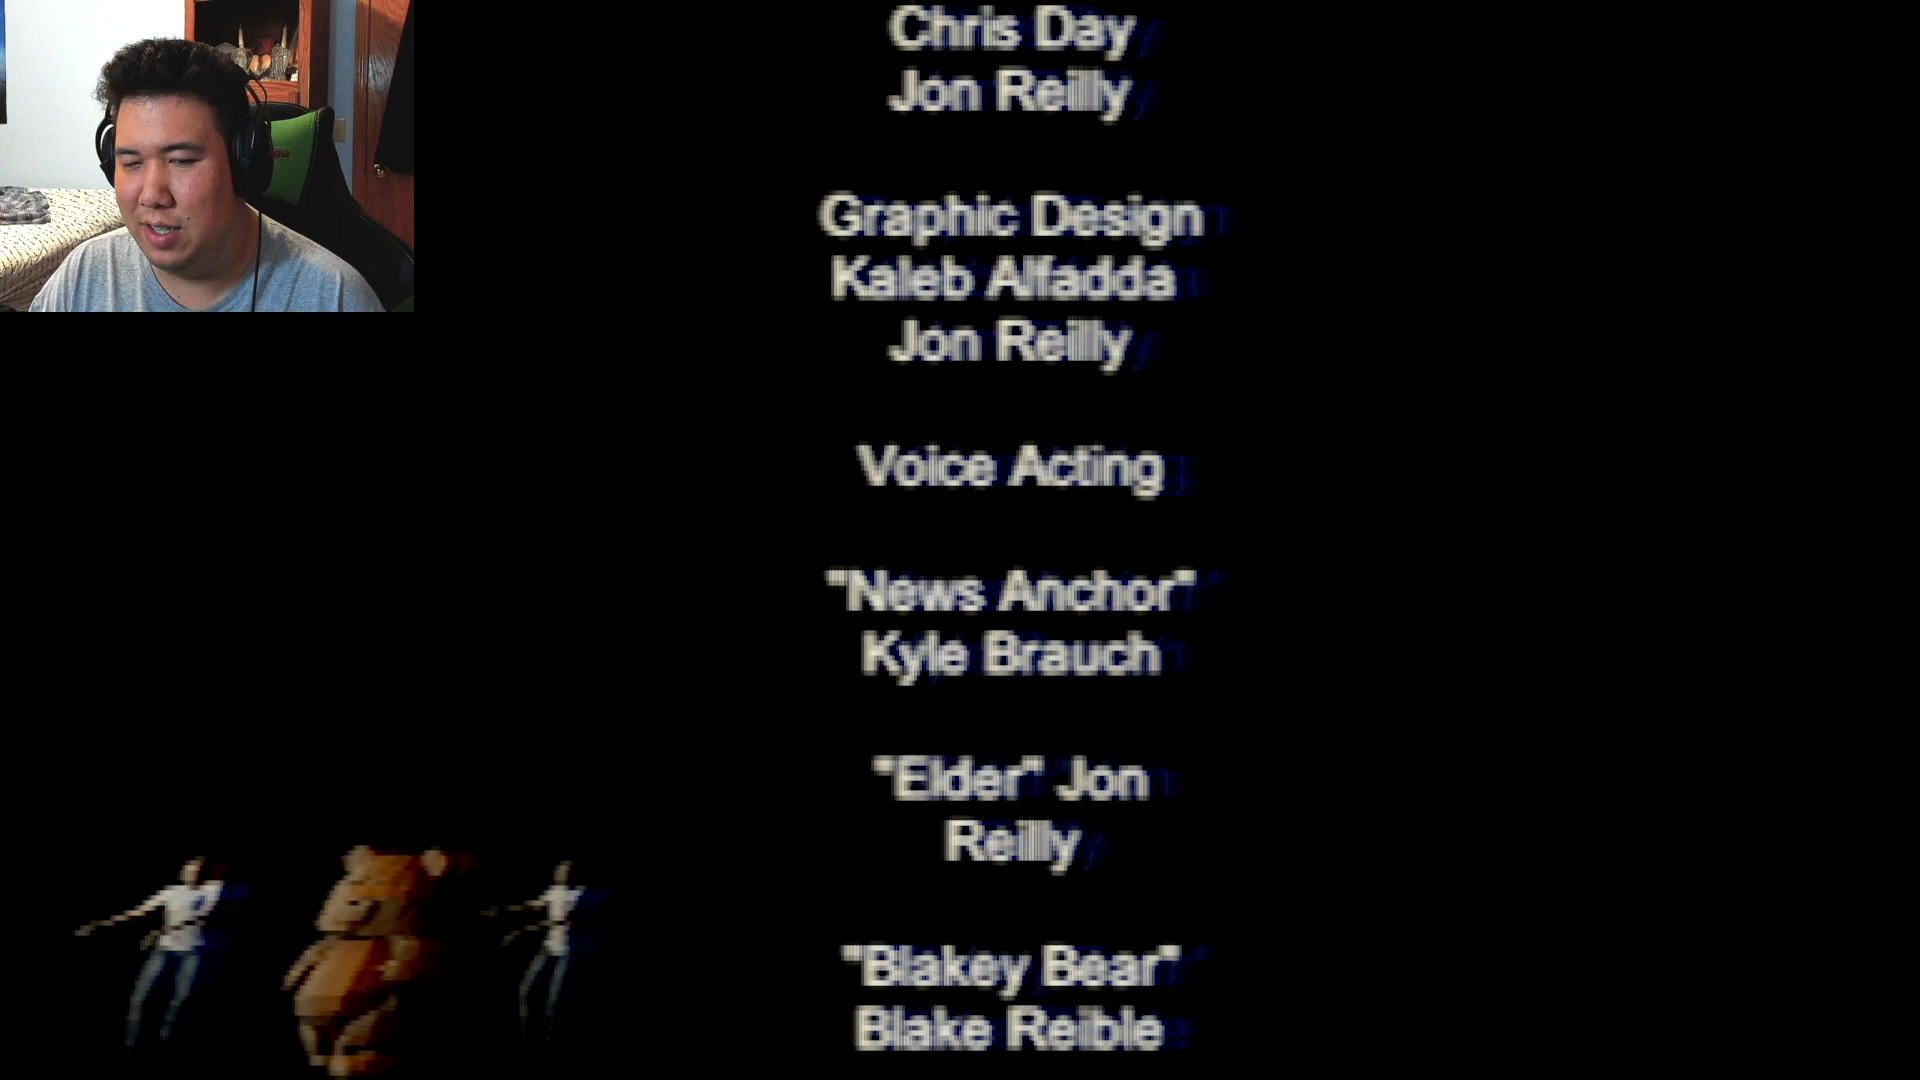 Chris Day
Jon Reilly
Graphic Design
Kaleb Alfadda
Jon Reilly
Voice Acting
"News Anchor"
Kyle Brauch
"Elder" Jon
Reilly
"Blakey Bear"
Blake Reible